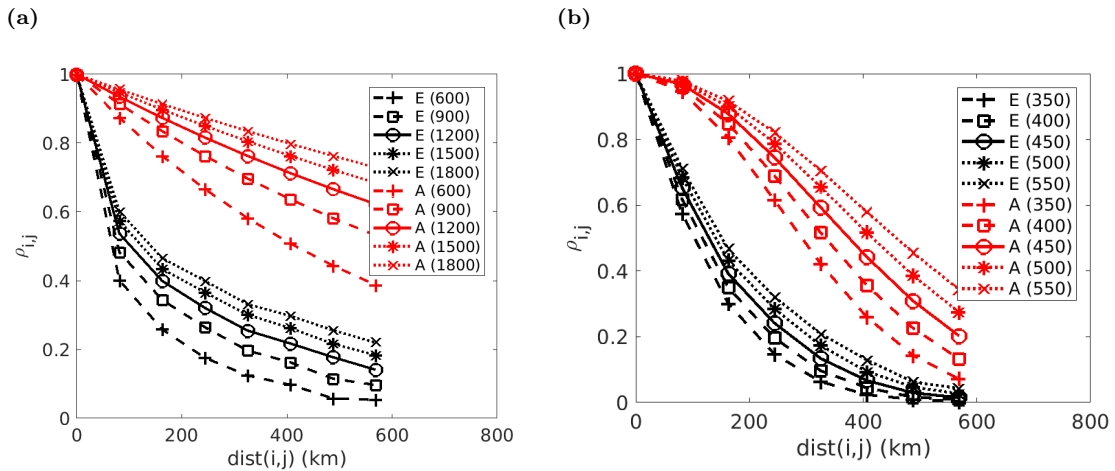 (a)
1
0.8
0.6
0.4
0.2
0
0
200
400
600
800
ρi,j
dist(i,j) (km)
E (600)
E (900)
E (1200)
E (1500)
E (1800)
A (600)
A (900)
A (1200)
A (1500)
A (1800)
(b)
1
0.8
0.6
0.4
0.2
0
0
200
400
600
800
ρi,j
dist(i,j) (km)
E (350)
E (400)
E (450)
E (500)
E (550)
A (350)
A (400)
A (450)
A (500)
A (550)